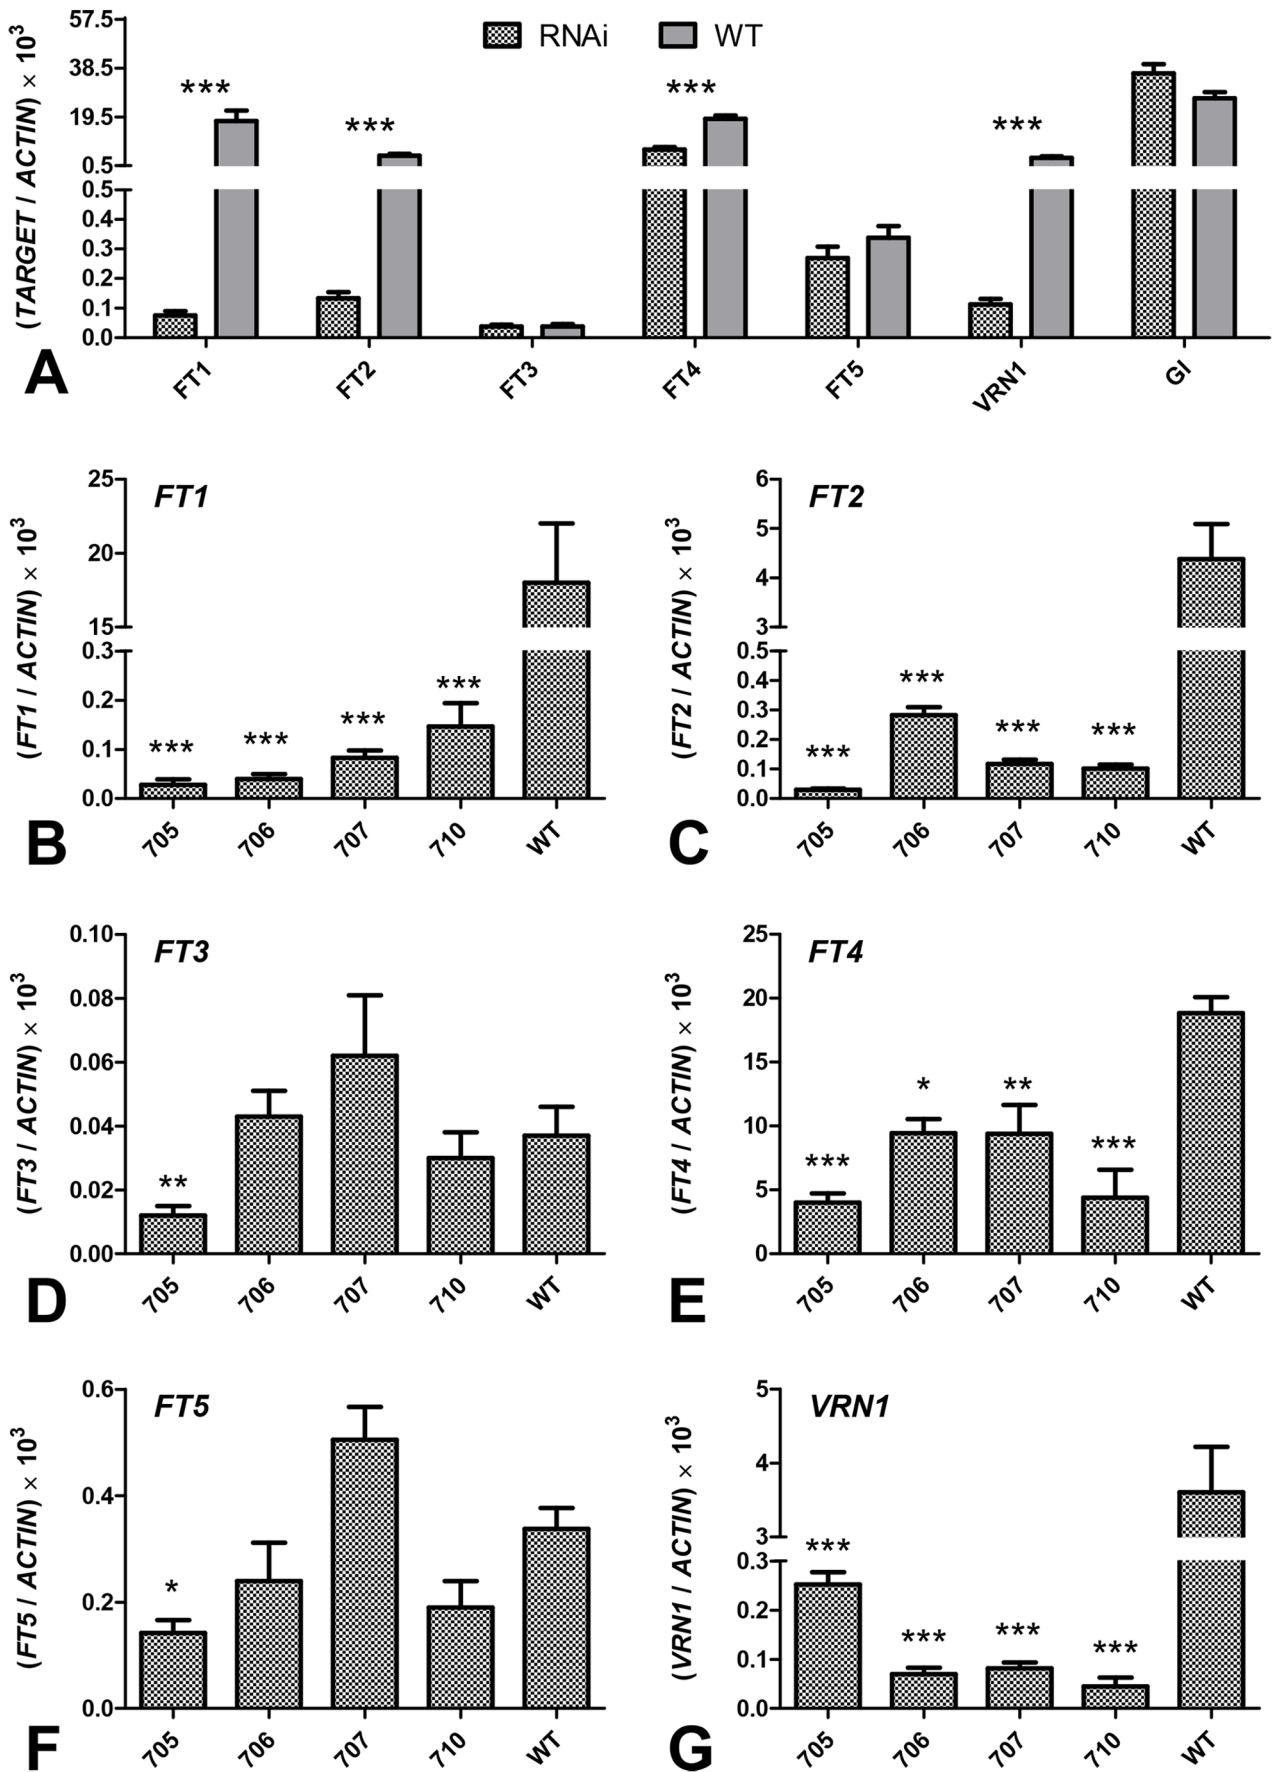 RNAi WT
(TARGET / ACTIN) × 10³
57.5
38.5
19.5
0.5
0.5
0.4
0.3
0.2
0.1
0.0
*** *** *** ***
FT1 FT2 FT3 FT4 FT5 VRN1 GI
A
FT1
(FT1 / ACTIN) × 10³
25
20
15
0.3
0.2
0.1
0.0
*** *** *** ***
705 706 707 710 WT
B
FT2
(FT2 / ACTIN) × 10³
6
5
4
3
0.5
0.4
0.3
0.2
0.1
0.0
*** *** *** ***
705 706 707 710 WT
C
FT3
(FT3 / ACTIN) × 10³
0.10
0.08
0.06
0.04
0.02
0.00
**
705 706 707 710 WT
D
FT4
(FT4 / ACTIN) × 10³
25
20
15
10
5
0
*** * ** ***
705 706 707 710 WT
E
FT5
(FT5 / ACTIN) × 10³
0.6
0.4
0.2
0.0
*
705 706 707 710 WT
F
VRN1
(VRN1 / ACTIN) × 10³
5
4
3
0.3
0.2
0.1
0.0
*** *** *** ***
705 706 707 710 WT
G